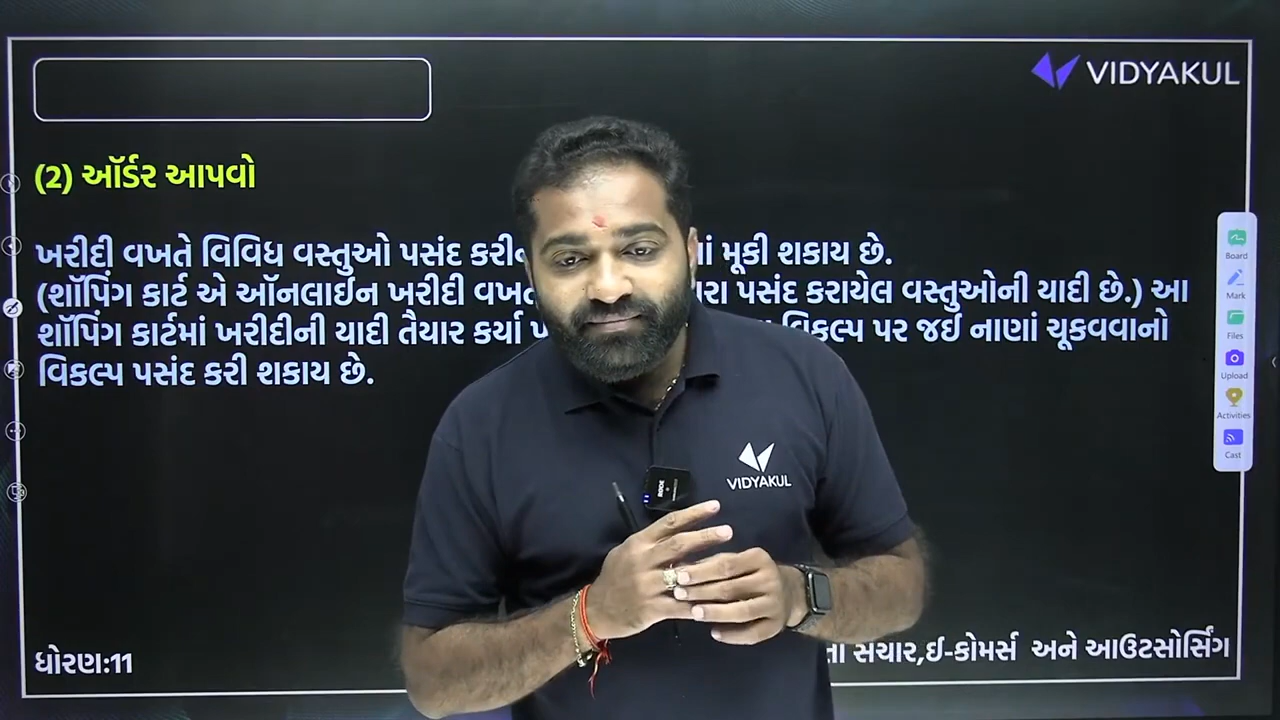 VIDYAKUL
(2) ઑર્ડર આપવો
ખરીદી વખતે વિવિધ વસ્તુઓ પસંદ કરીને મૂકી શકાય છે.
(શૉપિંગ કાર્ટ એ ઑનલાઈન ખરીદી વખતે પસંદ કરાયેલ વસ્તુઓની યાદી છે.) આ
શૉપિંગ કાર્ટમાં ખરીદીની યાદી તૈયાર કર્યા વિકલ્પ પર જઈ નાણાં ચૂકવવાનો
વિકલ્પ પસંદ કરી શકાય છે.
Board
Mark
Files
Upload
Activities
Cast
VIDYAKUL
ધોરણ:11
સંચાર,ઈ-કોમર્સ અને આઉટસોર્સિંગ